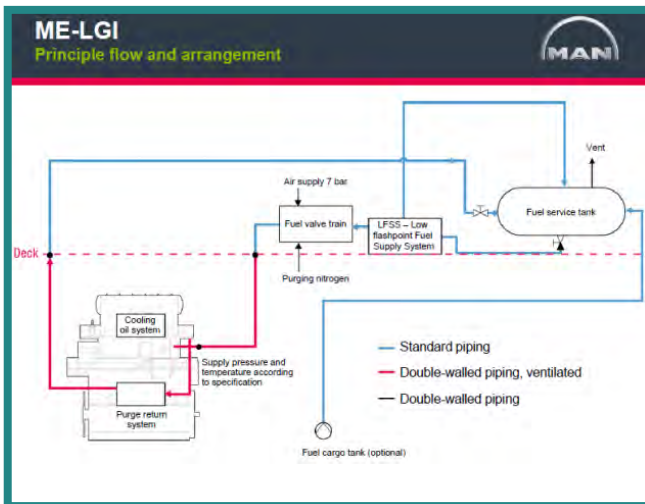 ME-LGI
Principle flow and arrangement
MAN
Vent
Air supply 7 bar
Fuel valve train
LFSS – Low
flashpoint Fuel
Supply System
Fuel service tank
Deck
Purging nitrogen
Cooling
oil system
Supply pressure and
temperature according
to specification
Purge return
system
Standard piping
Double-walled piping, ventilated
Double-walled piping
Fuel cargo tank (optional)